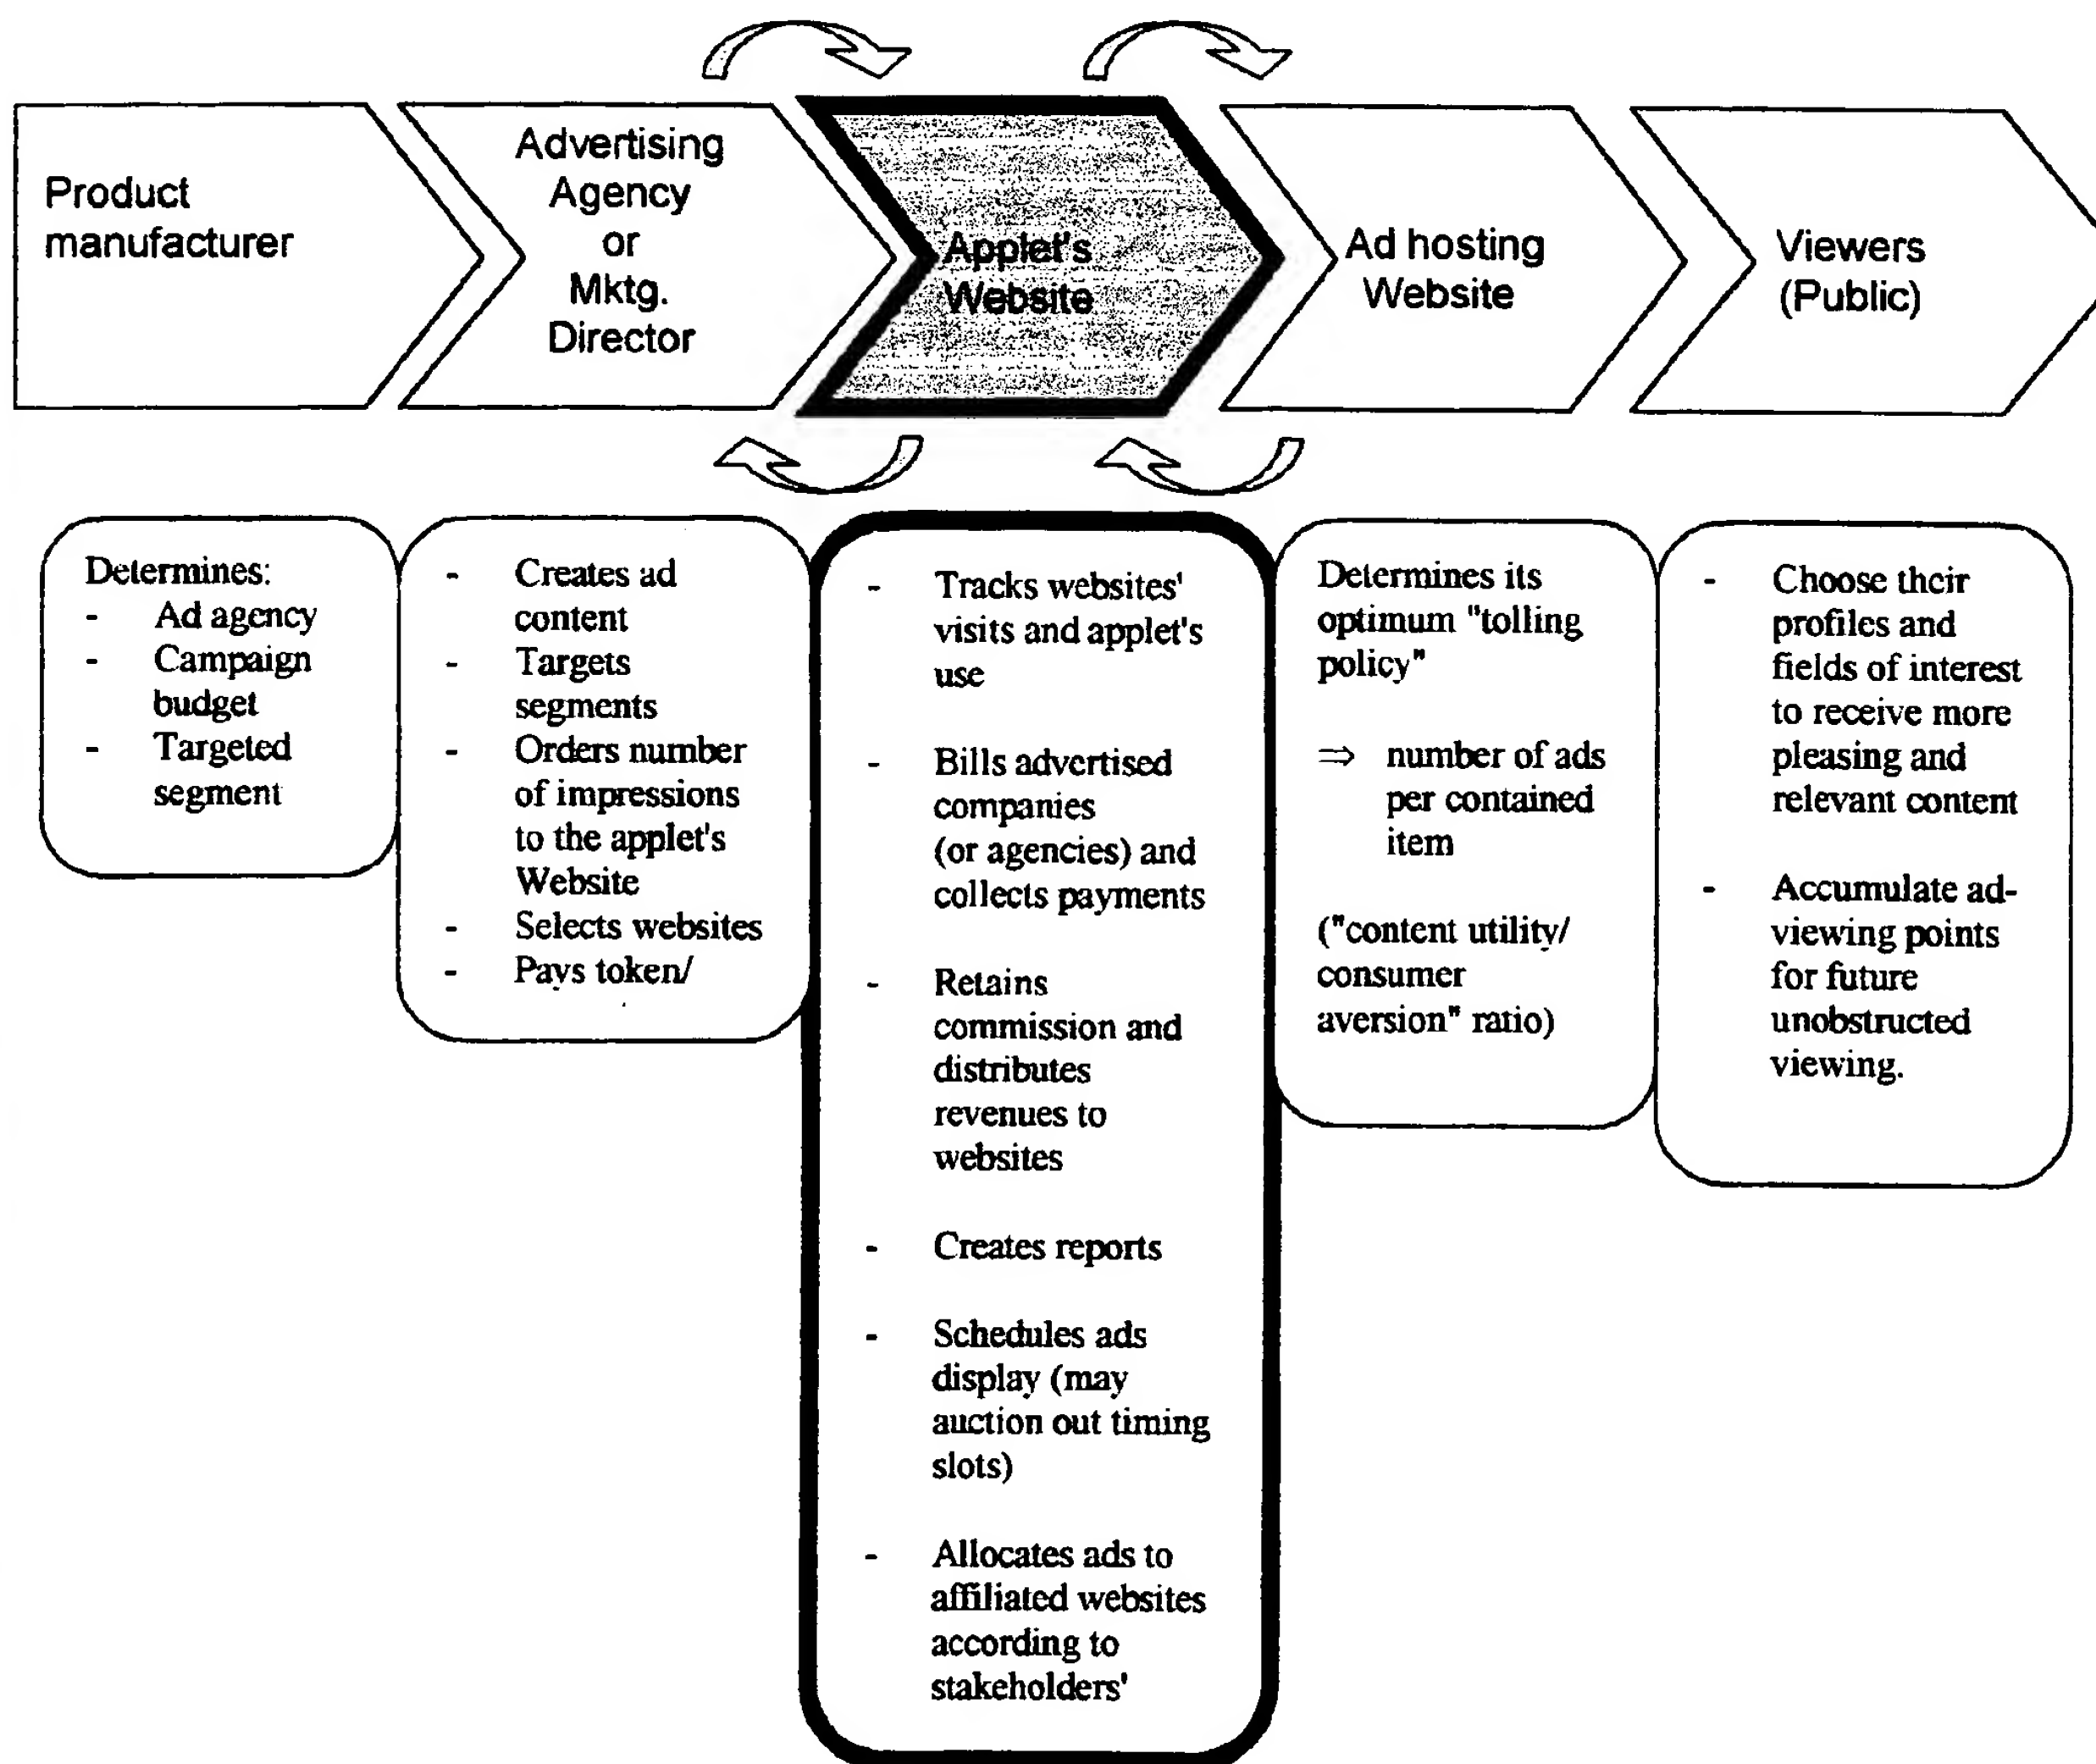 Product
manufacturer
Advertising
Agency
or
Mktg.
Director
Applet's
Website
Ad hosting
Website
Viewers
(Public)
Determines:
- Ad agency
- Campaign
budget
- Targeted
segment
- Creates ad
content
- Targets
segments
- Orders number
of impressions
to the applet's
Website
- Selects websites
- Pays token/
- Tracks websites'
visits and applet's
use
- Bills advertised
companies
(or agencies) and
collects payments
- Retains
commission and
distributes
revenues to
websites
- Creates reports
- Schedules ads
display (may
auction out timing
slots)
- Allocates ads to
affiliated websites
according to
stakeholders'
Determines its
optimum "tolling
policy"
⇒ number of ads
per contained
item
("content utility/
consumer
aversion" ratio)
- Choose their
profiles and
fields of interest
to receive more
pleasing and
relevant content
- Accumulate ad-
viewing points
for future
unobstructed
viewing.